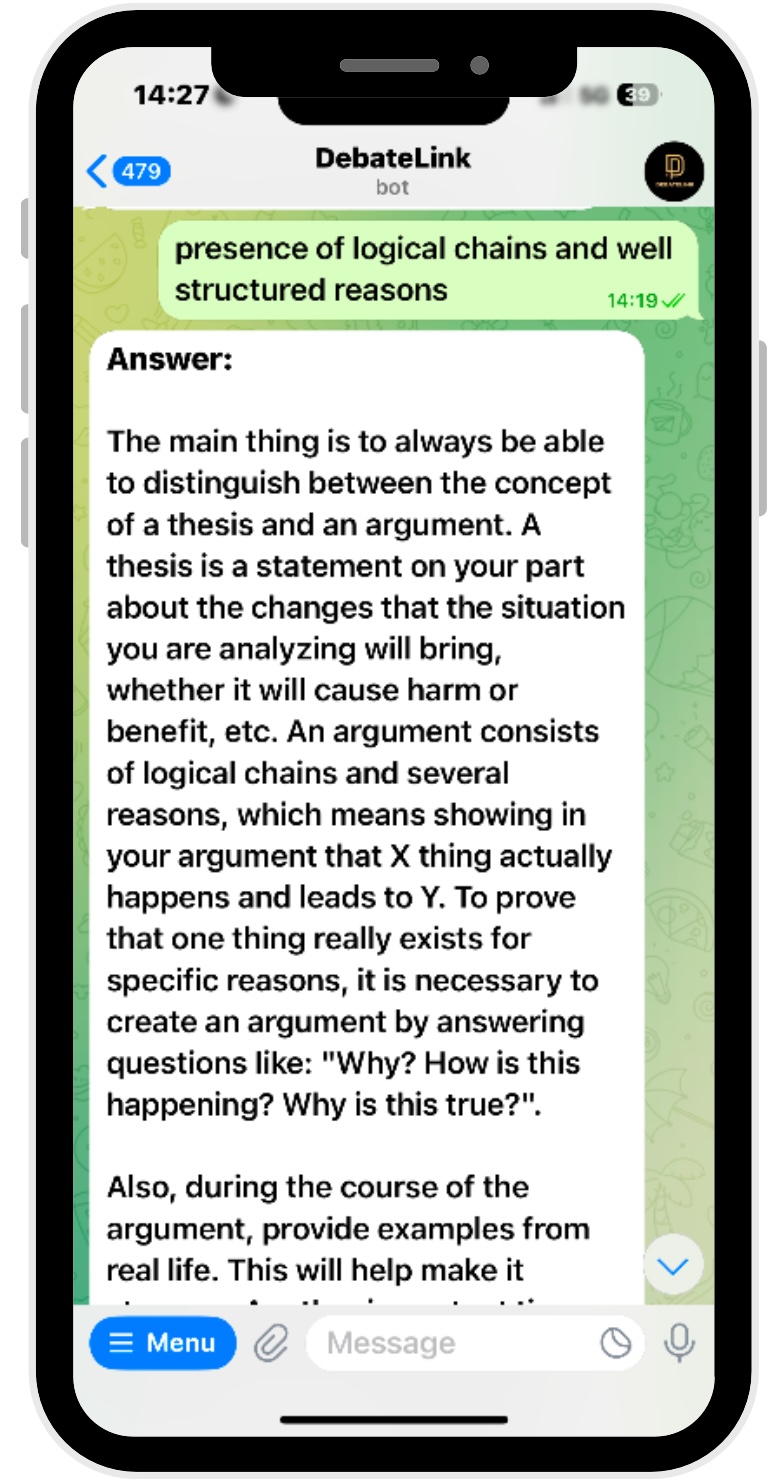 14:27
5G 39
479
DebateLink
bot
DEBATELINK
presence of logical chains and well
structured reasons
14:19
Answer:
The main thing is to always be able
to distinguish between the concept
of a thesis and an argument. A
thesis is a statement on your part
about the changes that the situation
you are analyzing will bring,
whether it will cause harm or
benefit, etc. An argument consists
of logical chains and several
reasons, which means showing in
your argument that X thing actually
happens and leads to Y. To prove
that one thing really exists for
specific reasons, it is necessary to
create an argument by answering
questions like: "Why? How is this
happening? Why is this true?".
Also, during the course of the
argument, provide examples from
real life. This will help make it
Menu
Message